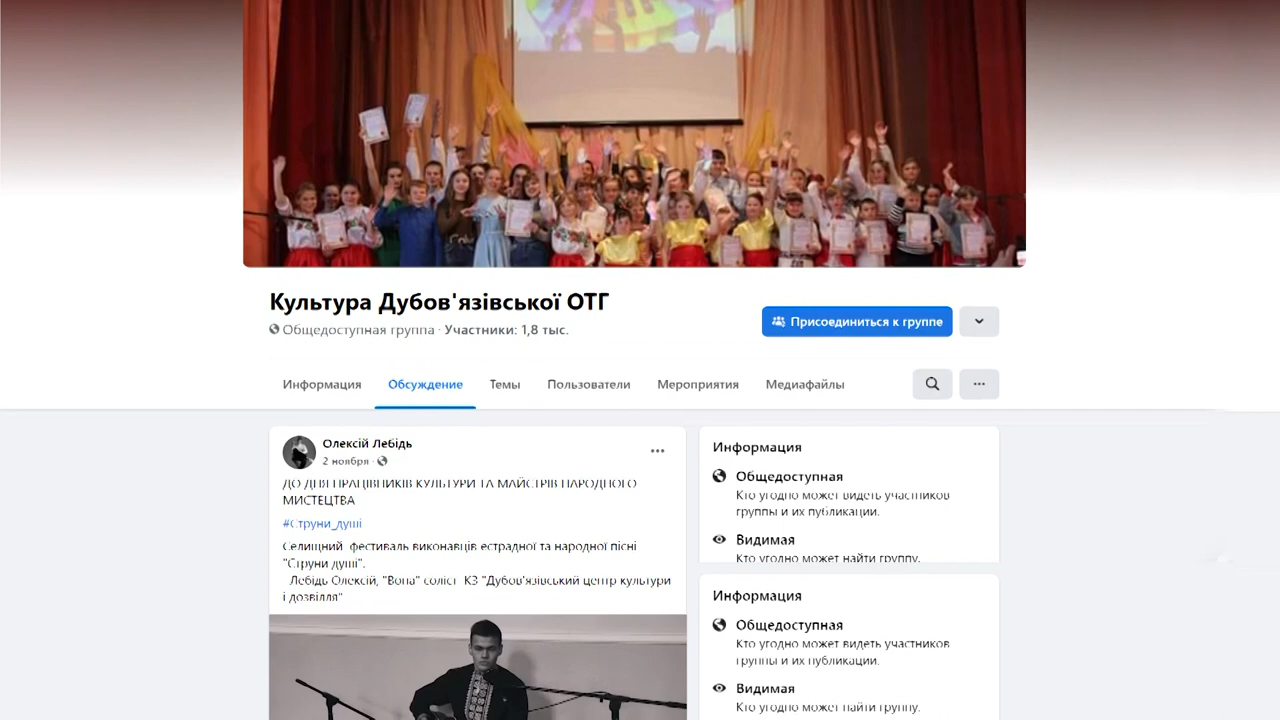 Культура Дубов'язівської ОТГ
Общедоступная группа · Участники: 1,8 тыс.
Присоединиться к группе
Информация
Обсуждение
Темы
Пользователи
Мероприятия
Медиафайлы
Олексій Лебідь
2 ноября
ДО ДНЯ ПРАЦІВНИКІВ КУЛЬТУРИ ТА МАЙСТРІВ НАРОДНОГО
МИСТЕЦТВА
#Струни_душі
Селищний фестиваль виконавців естрадної та народної пісні
"Струни душі".
Лебідь Олексій, "Вона" соліст КЗ "Дубов'язівський центр культури
і дозвілля"
Информация
Общедоступная
Кто угодно может видеть участников
группы и их публикации.
Видимая
Кто угодно может найти группу.
Информация
Общедоступная
Кто угодно может видеть участников
группы и их публикации.
Видимая
Кто угодно может найти группу.